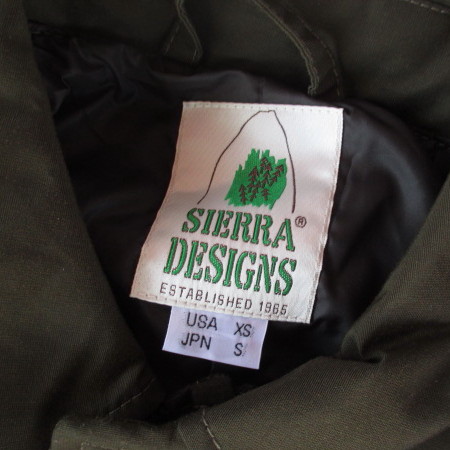 SIERRA®
DESIGNS
ESTABLISHED 1965
USA XS
JPN S